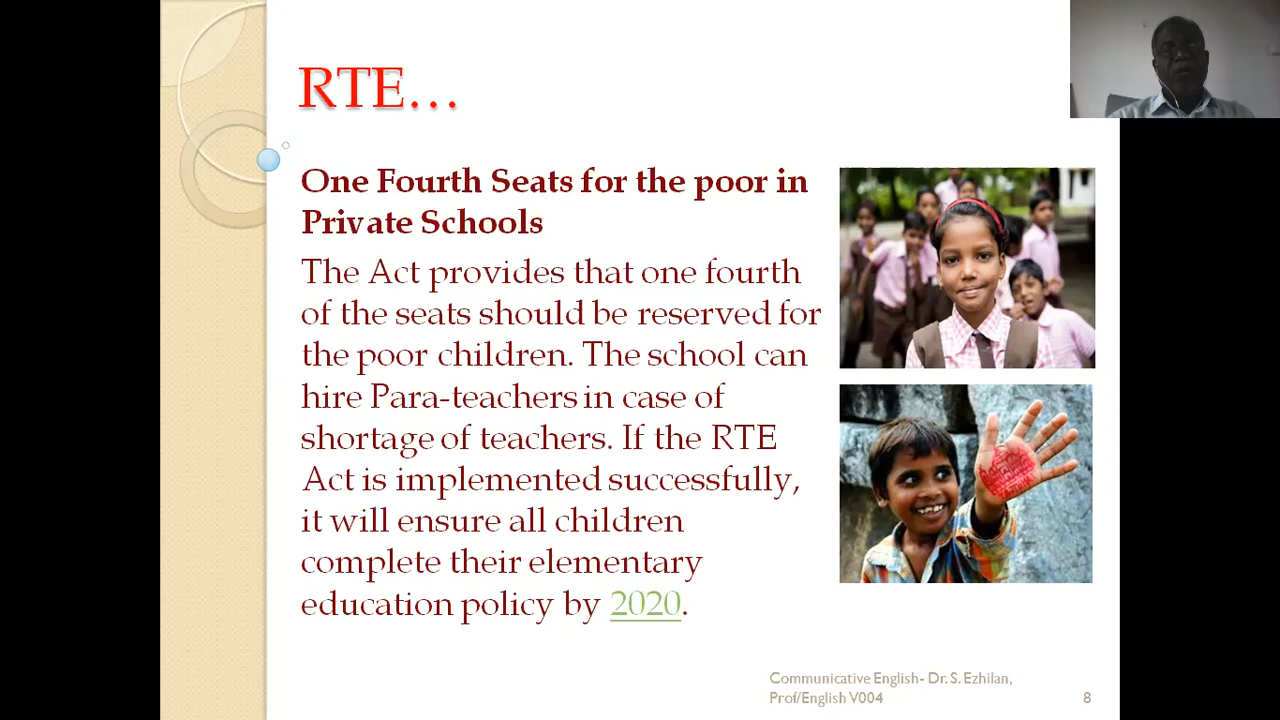 RTE...
One Fourth Seats for the poor in
Private Schools
The Act provides that one fourth
of the seats should be reserved for
the poor children. The school can
hire Para-teachers in case of
shortage of teachers. If the RTE
Act is implemented successfully,
it will ensure all children
complete their elementary
education policy by 2020.
Communicative English- Dr. S. Ezhilan,
Prof/English V004
8